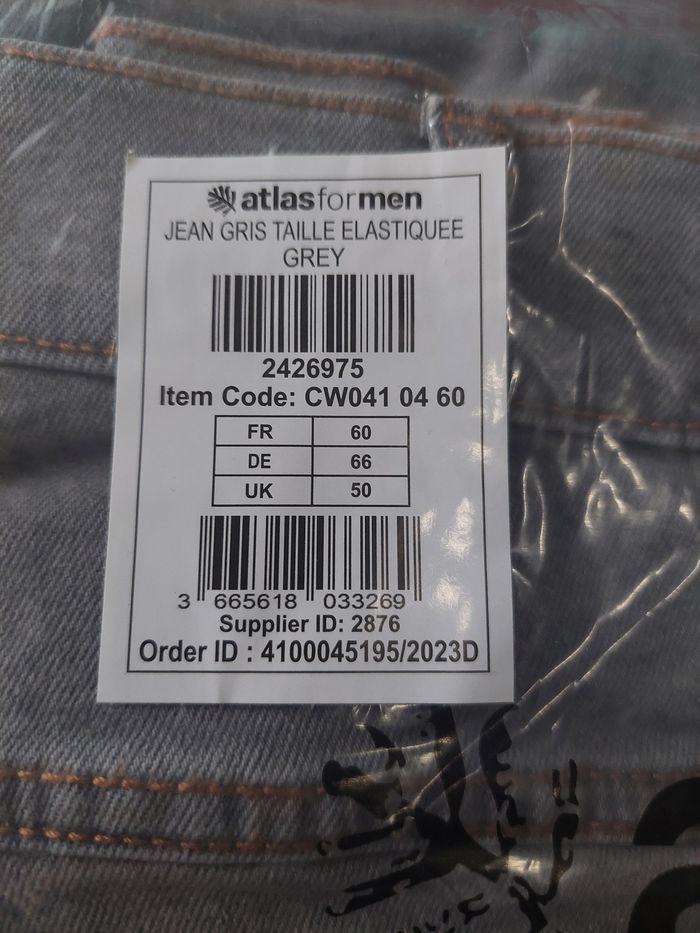 atlasformen
JEAN GRIS TAILLE ELASTIQUEE
GREY
2426975
Item Code: CW041 04 60
FR 60
DE 66
UK 50
3 665618 033269
Supplier ID: 2876
Order ID : 4100045195/2023D